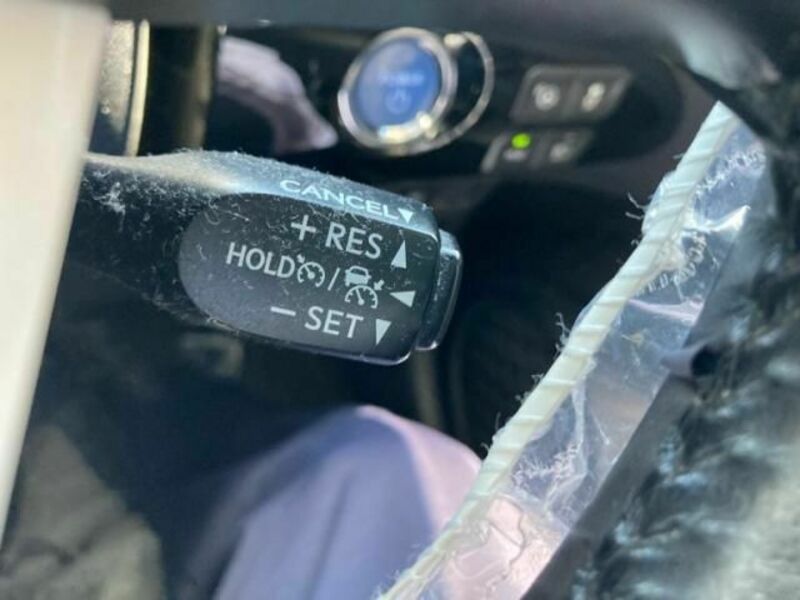 CANCEL▼
+ RES ▲
HOLD / ◀
− SET ▼